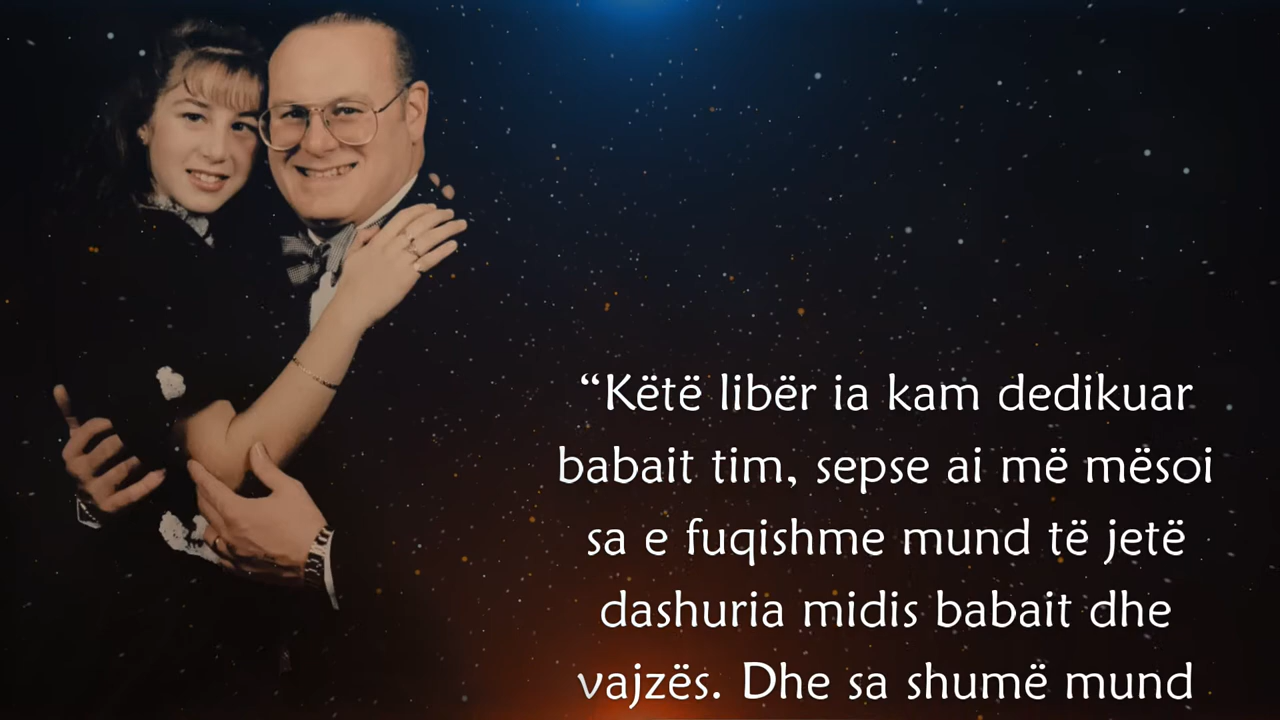 “Këtë libër ia kam dedikuar
babait tim, sepse ai më mësoi
sa e fuqishme mund të jetë
dashuria midis babait dhe
vajzës. Dhe sa shumë mund